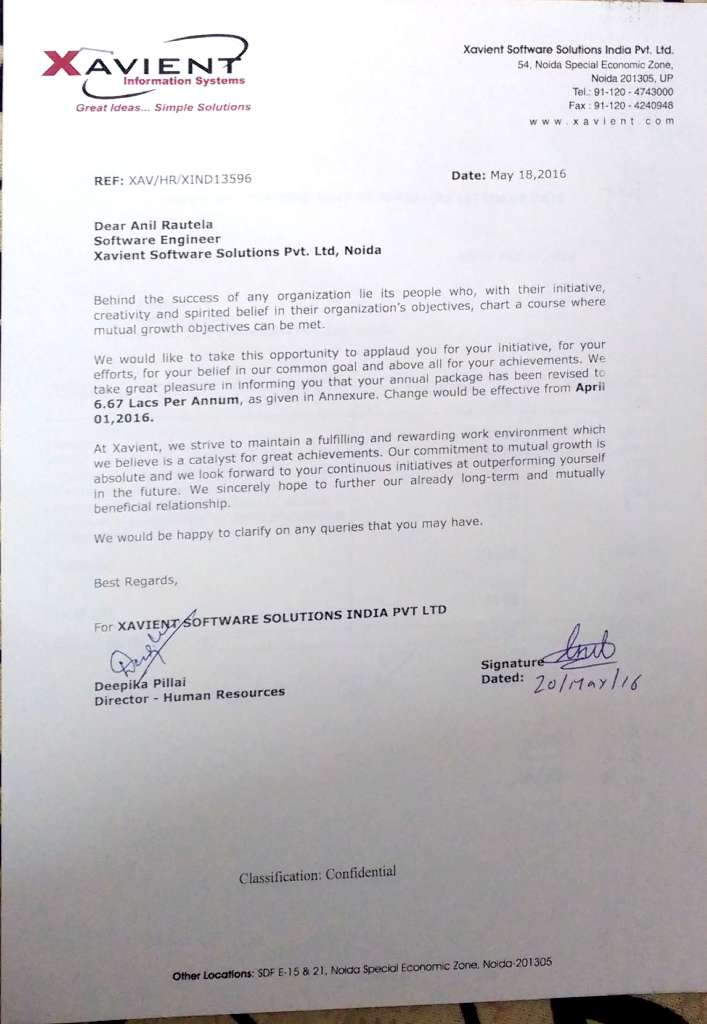 XAVIENT
Information Systems
Great Ideas... Simple Solutions
Xavient Software Solutions India Pvt. Ltd.
54, Noida Special Economic Zone,
Noida 201305, UP
Tel.: 91-120 - 4743000
Fax : 91-120 - 4240948
www.xavient.com
REF: XAV/HR/XIND13596
Date: May 18,2016
Dear Anil Rautela
Software Engineer
Xavient Software Solutions Pvt. Ltd, Noida
Behind the success of any organization lie its people who, with their initiative,
creativity and spirited belief in their organization's objectives, chart a course where
mutual growth objectives can be met.
We would like to take this opportunity to applaud you for your initiative, for your
efforts, for your belief in our common goal and above all for your achievements. We
take great pleasure in informing you that your annual package has been revised to
6.67 Lacs Per Annum, as given in Annexure. Change would be effective from April
01,2016.
At Xavient, we strive to maintain a fulfilling and rewarding work environment which
we believe is a catalyst for great achievements. Our commitment to mutual growth is
absolute and we look forward to your continuous initiatives at outperforming yourself
in the future. We sincerely hope to further our already long-term and mutually
beneficial relationship.
We would be happy to clarify on any queries that you may have.
Best Regards,
For XAVIENT SOFTWARE SOLUTIONS INDIA PVT LTD
Deepika Pillai
Director - Human Resources
Signature
Dated: 20/May/16
Classification: Confidential
Other Locations: SDF E-15 & 21, Noida Special Economic Zone, Noida-201305